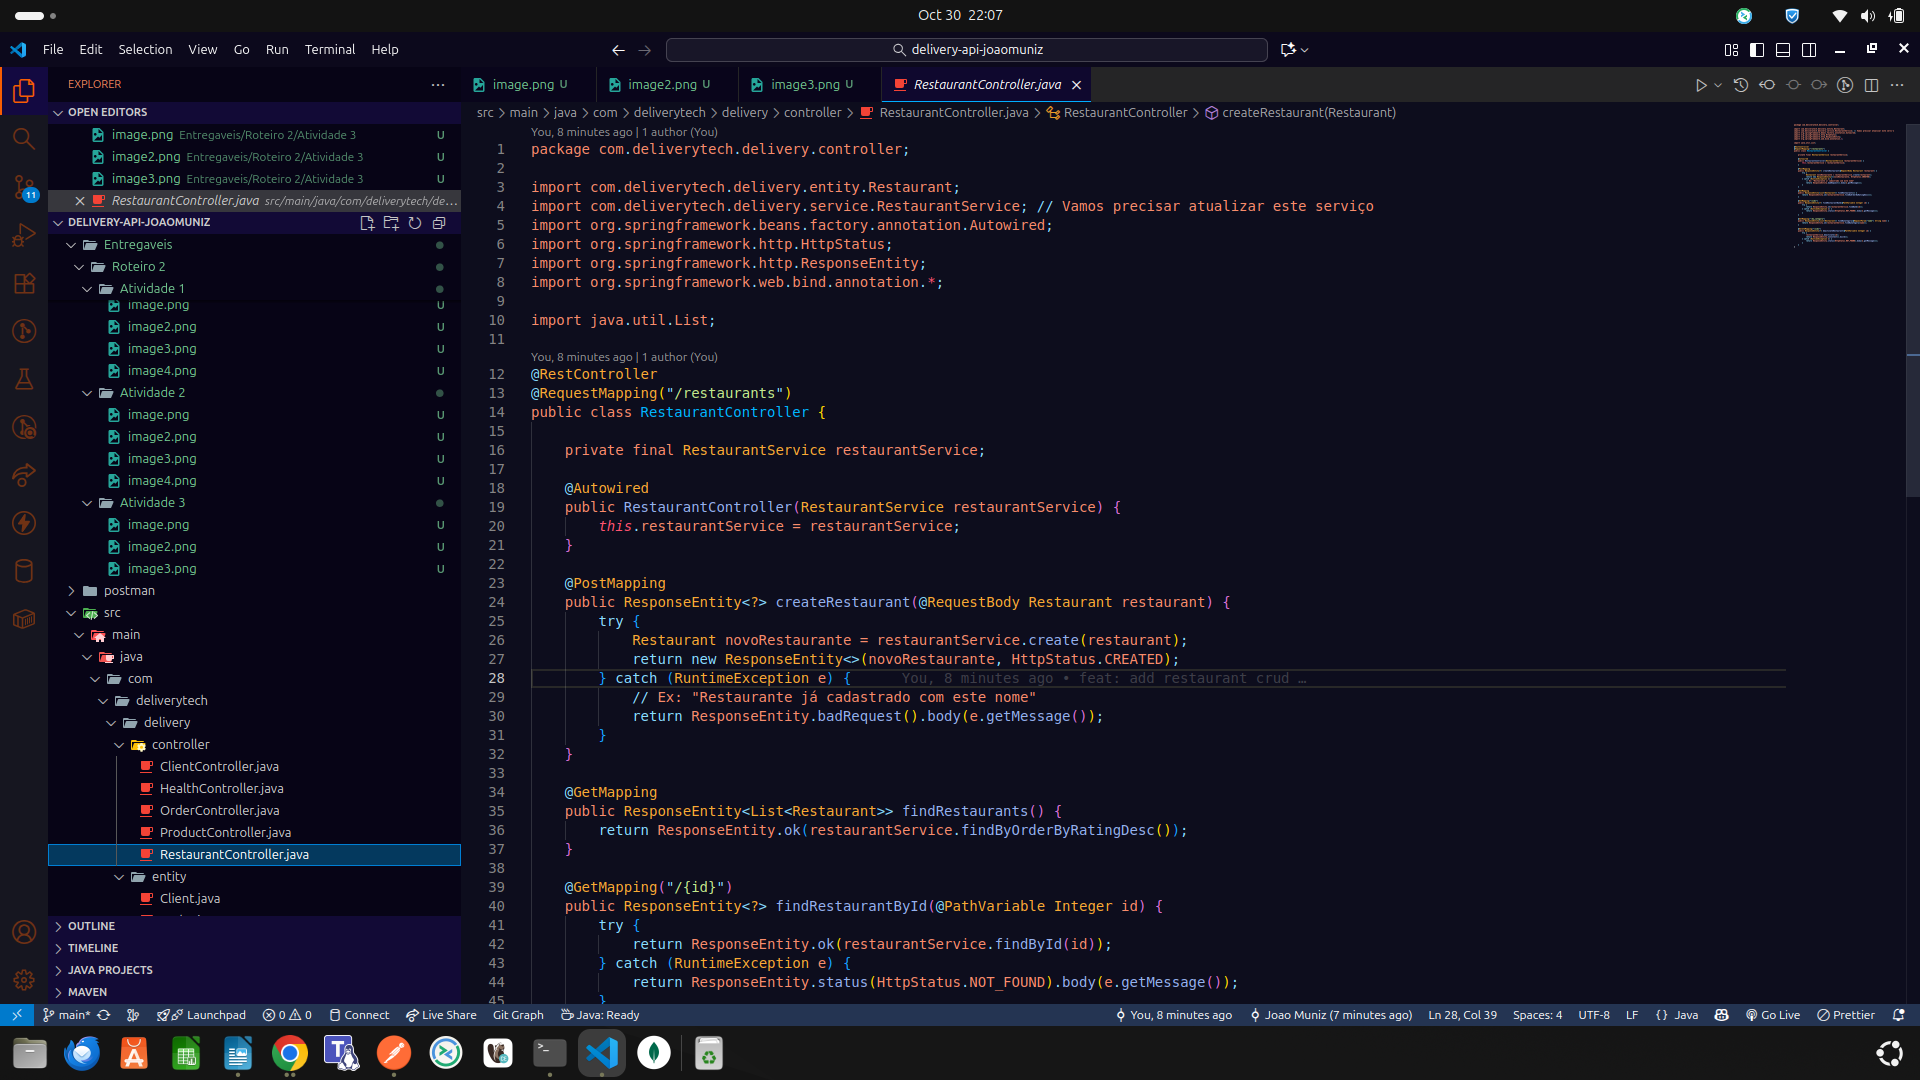 Oct 30 22:07
File Edit Selection View Go Run Terminal Help
delivery-api-joaomuniz
EXPLORER
OPEN EDITORS
image.png Entregaveis/Roteiro 2/Atividade 3 U
image2.png Entregaveis/Roteiro 2/Atividade 3 U
image3.png Entregaveis/Roteiro 2/Atividade 3 U
RestaurantController.java src/main/java/com/deliverytech/de...
DELIVERY-API-JOAOMUNIZ
Entregaveis
Roteiro 2
Atividade 1
image.png U
image2.png U
image3.png U
image4.png U
Atividade 2
image.png U
image2.png U
image3.png U
image4.png U
Atividade 3
image.png U
image2.png U
image3.png U
postman
src
main
java
com
deliverytech
delivery
controller
ClientController.java
HealthController.java
OrderController.java
ProductController.java
RestaurantController.java
entity
Client.java
OUTLINE
TIMELINE
JAVA PROJECTS
MAVEN
11
image.png U image2.png U image3.png U RestaurantController.java
src > main > java > com > deliverytech > delivery > controller > RestaurantController.java > RestaurantController > createRestaurant(Restaurant)
You, 8 minutes ago | 1 author (You)
1 package com.deliverytech.delivery.controller;
2
3 import com.deliverytech.delivery.entity.Restaurant;
4 import com.deliverytech.delivery.service.RestaurantService; // Vamos precisar atualizar este serviço
5 import org.springframework.beans.factory.annotation.Autowired;
6 import org.springframework.http.HttpStatus;
7 import org.springframework.http.ResponseEntity;
8 import org.springframework.web.bind.annotation.*;
9
10 import java.util.List;
11
You, 8 minutes ago | 1 author (You)
12 @RestController
13 @RequestMapping("/restaurants")
14 public class RestaurantController {
15
16 private final RestaurantService restaurantService;
17
18 @Autowired
19 public RestaurantController(RestaurantService restaurantService) {
20 this.restaurantService = restaurantService;
21 }
22
23 @PostMapping
24 public ResponseEntity<?> createRestaurant(@RequestBody Restaurant restaurant) {
25 try {
26 Restaurant novoRestaurante = restaurantService.create(restaurant);
27 return new ResponseEntity<>(novoRestaurante, HttpStatus.CREATED);
28 } catch (RuntimeException e) { You, 8 minutes ago • feat: add restaurant crud …
29 // Ex: "Restaurante já cadastrado com este nome"
30 return ResponseEntity.badRequest().body(e.getMessage());
31 }
32 }
33
34 @GetMapping
35 public ResponseEntity<List<Restaurant>> findRestaurants() {
36 return ResponseEntity.ok(restaurantService.findByOrderByRatingDesc());
37 }
38
39 @GetMapping("/{id}")
40 public ResponseEntity<?> findRestaurantById(@PathVariable Integer id) {
41 try {
42 return ResponseEntity.ok(restaurantService.findById(id));
43 } catch (RuntimeException e) {
44 return ResponseEntity.status(HttpStatus.NOT_FOUND).body(e.getMessage());
45 }
main* Launchpad 0 0 Connect Live Share Git Graph Java: Ready You, 8 minutes ago Joao Muniz (7 minutes ago) Ln 28, Col 39 Spaces: 4 UTF-8 LF {} Java Go Live Prettier